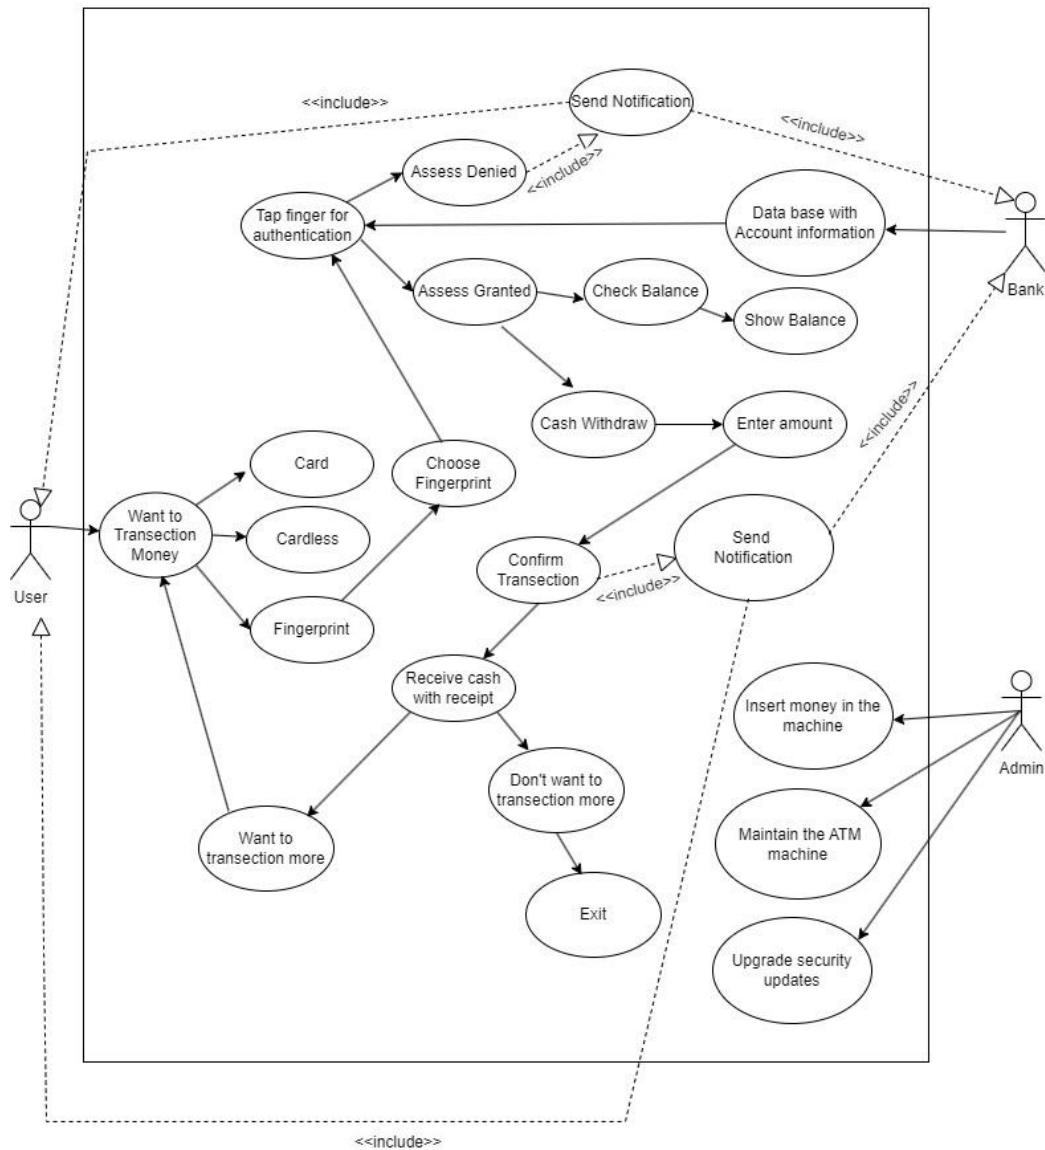 <<include>>
Send Notification
<<include>>
Assess Denied
<<include>>
Tap finger for
authentication
Data base with
Account information
Bank
Assess Granted
Check Balance
Show Balance
Cash Withdraw
Enter amount
<<include>>
Card
Choose
Fingerprint
Want to
Transection
Money
Cardless
User
Fingerprint
Confirm
Transection
<<include>>
Send
Notification
Receive cash
with receipt
Insert money in the
machine
Admin
Don't want to
transection more
Want to
transection more
Maintain the ATM
machine
Exit
Upgrade security
updates
<<include>>